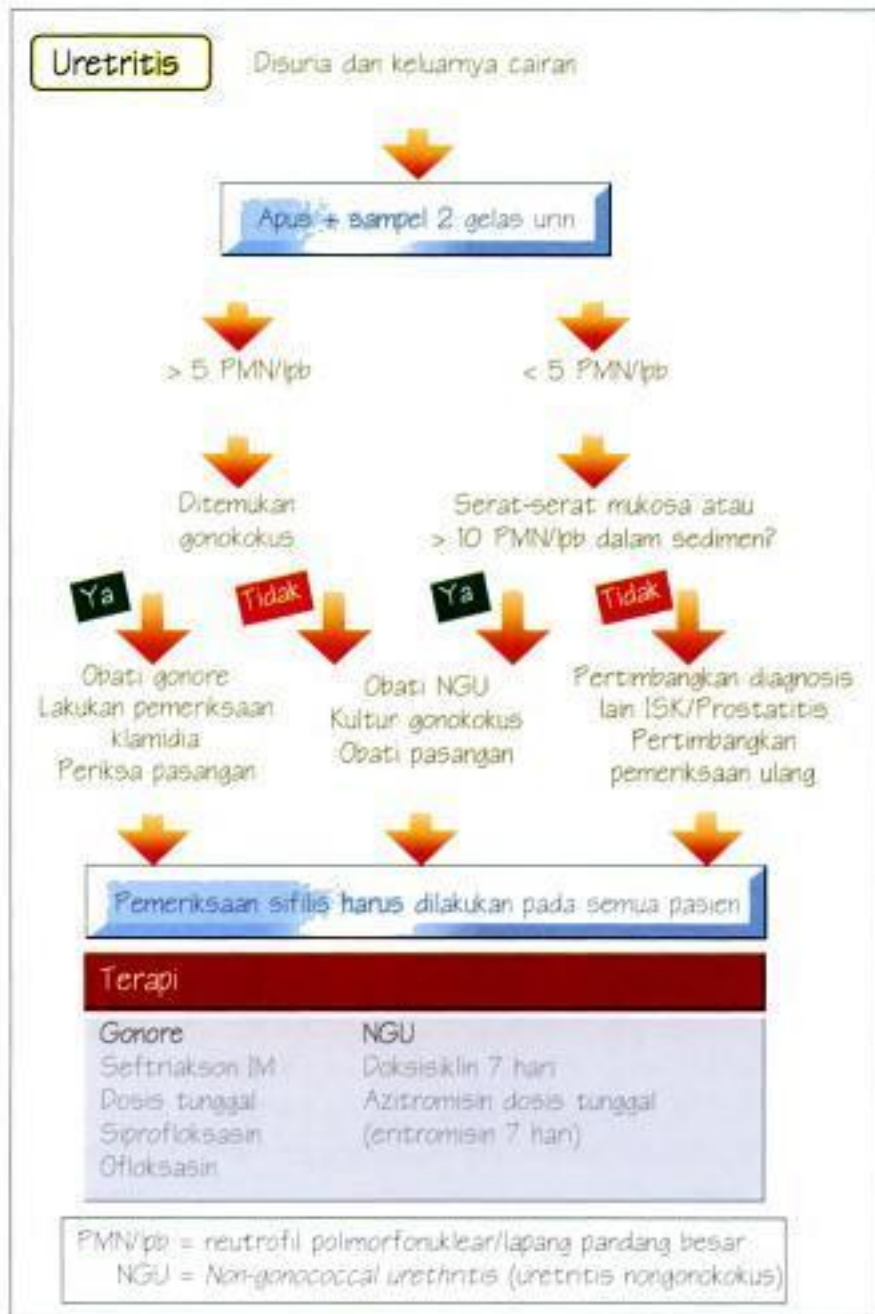 Uretritis
Disuria dan keluarnya cairan
Apus + sampel 2 gelas urin
> 5 PMN/lpb
< 5 PMN/lpb
Ditemukan
gonokokus
Serat-serat mukosa atau
> 10 PMN/lpb dalam sedimen?
Ya
Tidak
Ya
Tidak
Obati gonore
Lakukan pemeriksaan
klamidia
Periksa pasangan
Obati NGU
Kultur gonokokus
Obati pasangan
Pertimbangkan diagnosis
lain ISK/Prostatitis
Pertimbangkan
pemeriksaan ulang
Pemeriksaan sifilis harus dilakukan pada semua pasien
Terapi
Gonore
Seftriakson IM
Dosis tunggal
Siprofloksasin
Ofloksasin
NGU
Doksisiklin 7 hari
Azitromisin dosis tunggal
(eritromisin 7 hari)
PMN/lpb = neutrofil polimorfonuklear/lapang pandang besar
NGU = Non-gonococcal urethritis (uretritis nongonokokus)